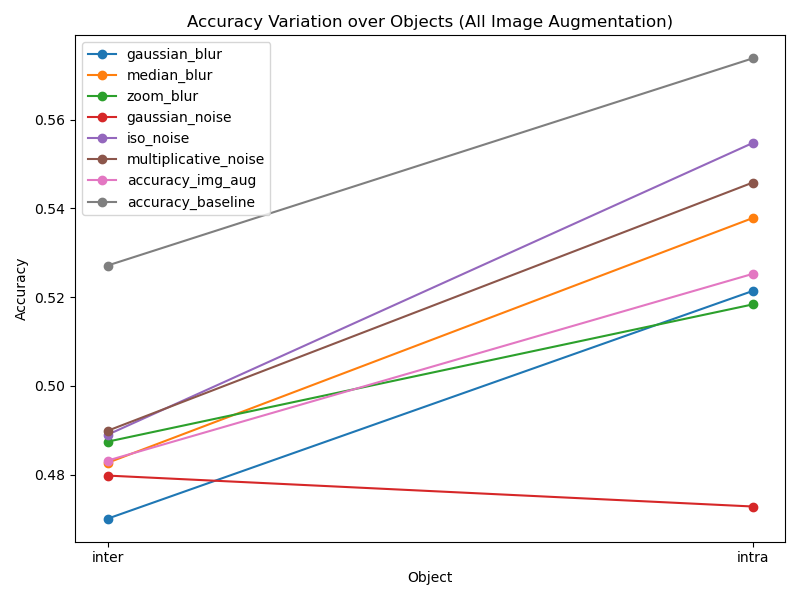 Accuracy Variation over Objects (All Image Augmentation)
gaussian_blur
median_blur
zoom_blur
gaussian_noise
iso_noise
multiplicative_noise
accuracy_img_aug
accuracy_baseline
0.56
0.54
0.52
0.50
0.48
Accuracy
inter
intra
Object